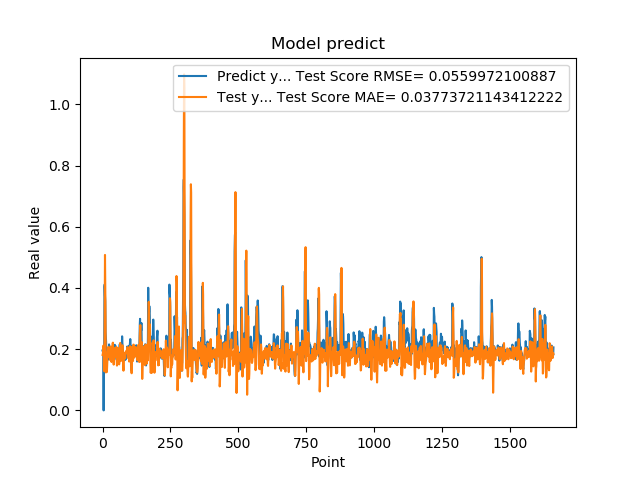 Model predict
Predict y... Test Score RMSE= 0.0559972100887
Test y... Test Score MAE= 0.03773721143412222
1.0
0.8
0.6
0.4
0.2
0.0
Real value
0 250 500 750 1000 1250 1500
Point